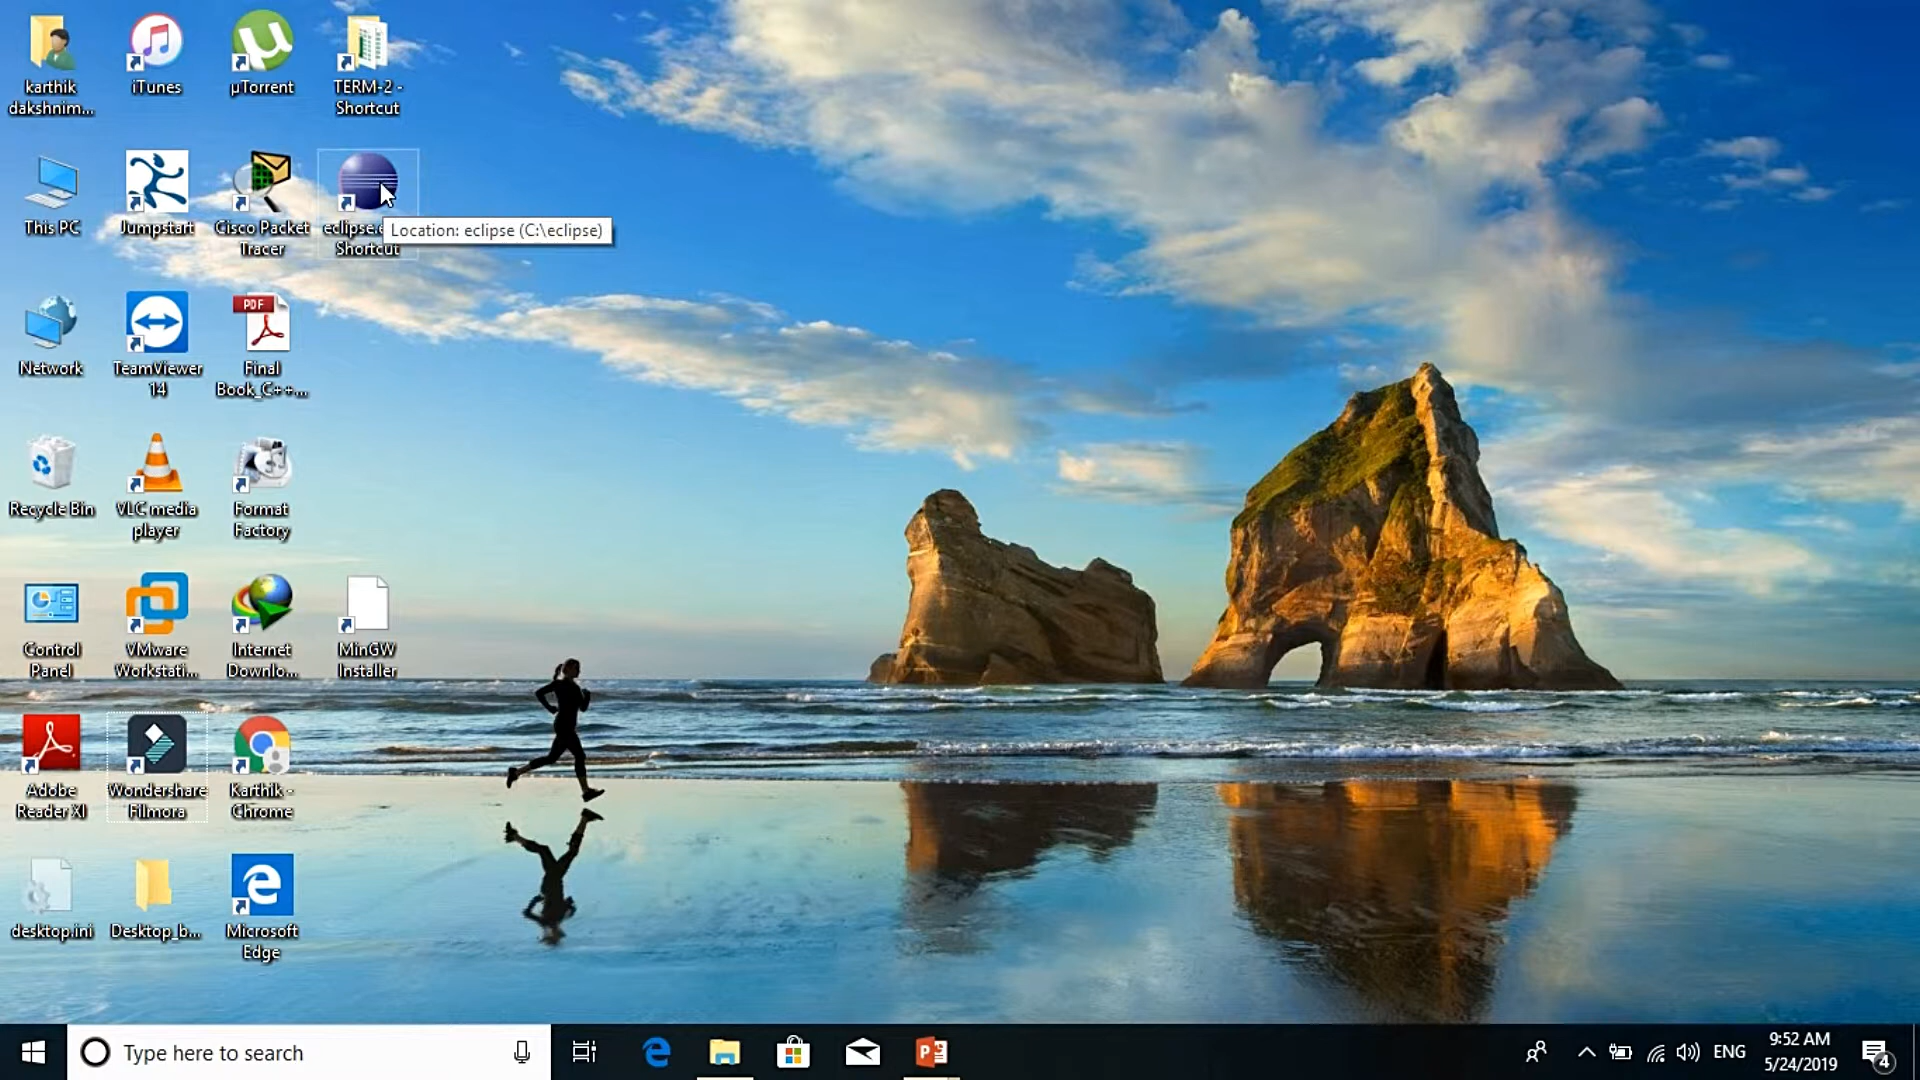 karthik
dakshnim...
iTunes
µTorrent
TERM-2 -
Shortcut
This PC
Jumpstart
Cisco Packet
Tracer
Shortcut
Location: eclipse (C:\eclipse)
Network
TeamViewer
14
PDF
Final
Book_C++...
Recycle Bin
VLC media
player
Format
Factory
Control
Panel
VMware
Workstati...
Internet
Downlo...
MinGW
Installer
Adobe
Reader XI
Wondershare
Filmora
Karthik -
Chrome
desktop.ini
Desktop_b...
Microsoft
Edge
Type here to search
ENG
9:52 AM
5/24/2019
4